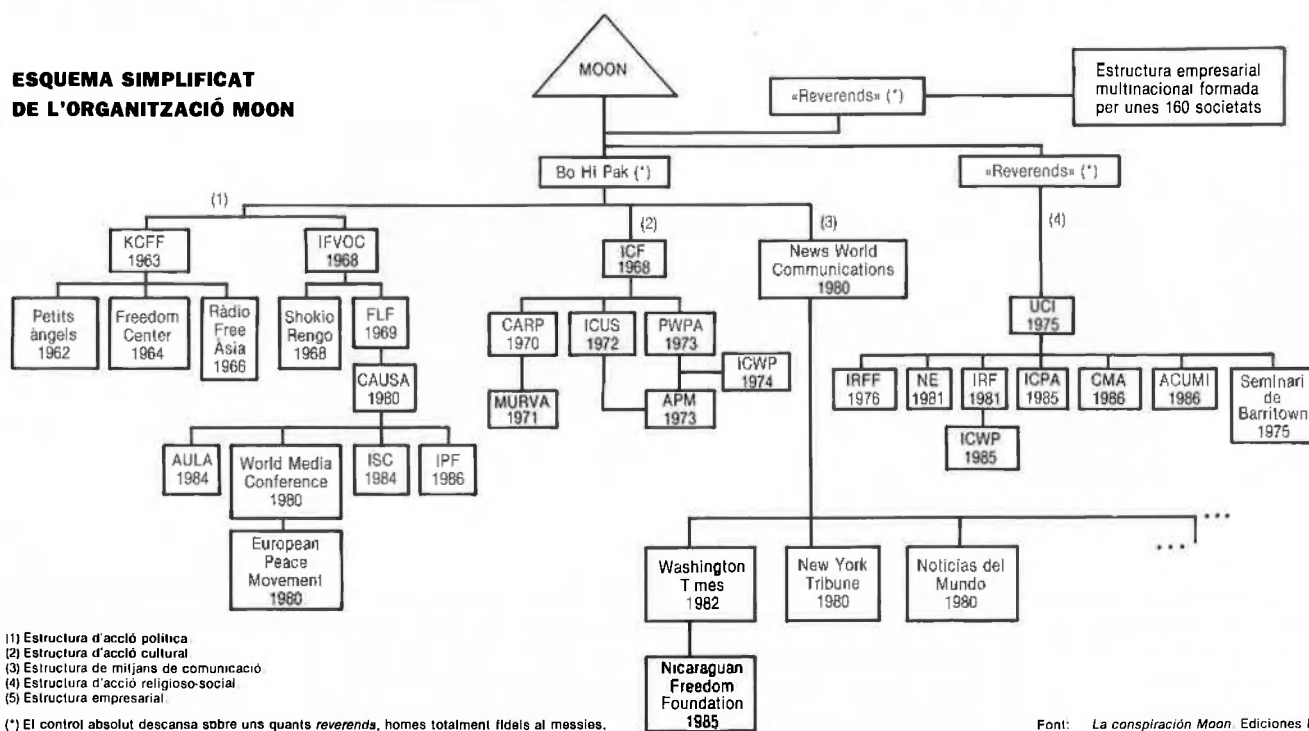 ESQUEMA SIMPLIFICAT
DE L'ORGANITZACIÓ MOON
MOON
«Reverends» (*)
Estructura empresarial
multinacional formada
per unes 160 societats
Bo Hi Pak (*)
«Reverends» (*)
(1)
(2)
(3)
(4)
KCFF
1963
IFVOC
1968
ICF
1968
News World
Communications
1980
UCI
1975
Petits
àngels
1962
Freedom
Center
1964
Ràdio
Free
Àsia
1966
Shokio
Rengo
1968
FLF
1969
CAUSA
1980
CARP
1970
ICUS
1972
PWPA
1973
ICWP
1974
MURVA
1971
APM
1973
IRFF
1976
NE
1981
IRF
1981
ICPA
1985
CMA
1986
ACUMI
1986
Seminari
de
Barritown
1975
ICWP
1985
AULA
1984
World Media
Conference
1980
ISC
1984
IPF
1986
European
Peace
Movement
1980
Washington
T mes
1982
New York
Tribune
1980
Noticias del
Mundo
1980
...
...
Nicaraguan
Freedom
Foundation
1985
(1) Estructura d'acció política
(2) Estructura d'acció cultural
(3) Estructura de mitjans de comunicació
(4) Estructura d'acció religioso-social
(5) Estructura empresarial
(*) El control absolut descansa sobre uns quants reverends, homes totalment fidels al messies.
Font: La conspiración Moon. Ediciones